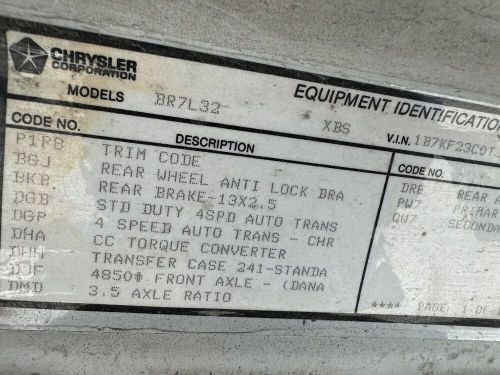 CHRYSLER
CORPORATION
EQUIPMENT IDENTIFICATION
MODELS BR7L32 XBS V.I.N. 1B7KF23C0T
CODE NO. CODE NO.
P1P8 TRIM CODE
BGJ REAR WHEEL ANTI LOCK BRA
BKB. REAR BRAKE-13X2.5
DGB STD DUTY 4SPD AUTO TRANS
DGP 4 SPEED AUTO TRANS - CHR
DHA CC TORQUE CONVERTER
DHH TRANSFER CASE 241-STANDA
DJF 4850# FRONT AXLE - (DANA
DMD 3.5 AXLE RATIO
DRE REAR A
PW7 PRIMAR
QW7 SECONDA
**** PAGE 1 OF